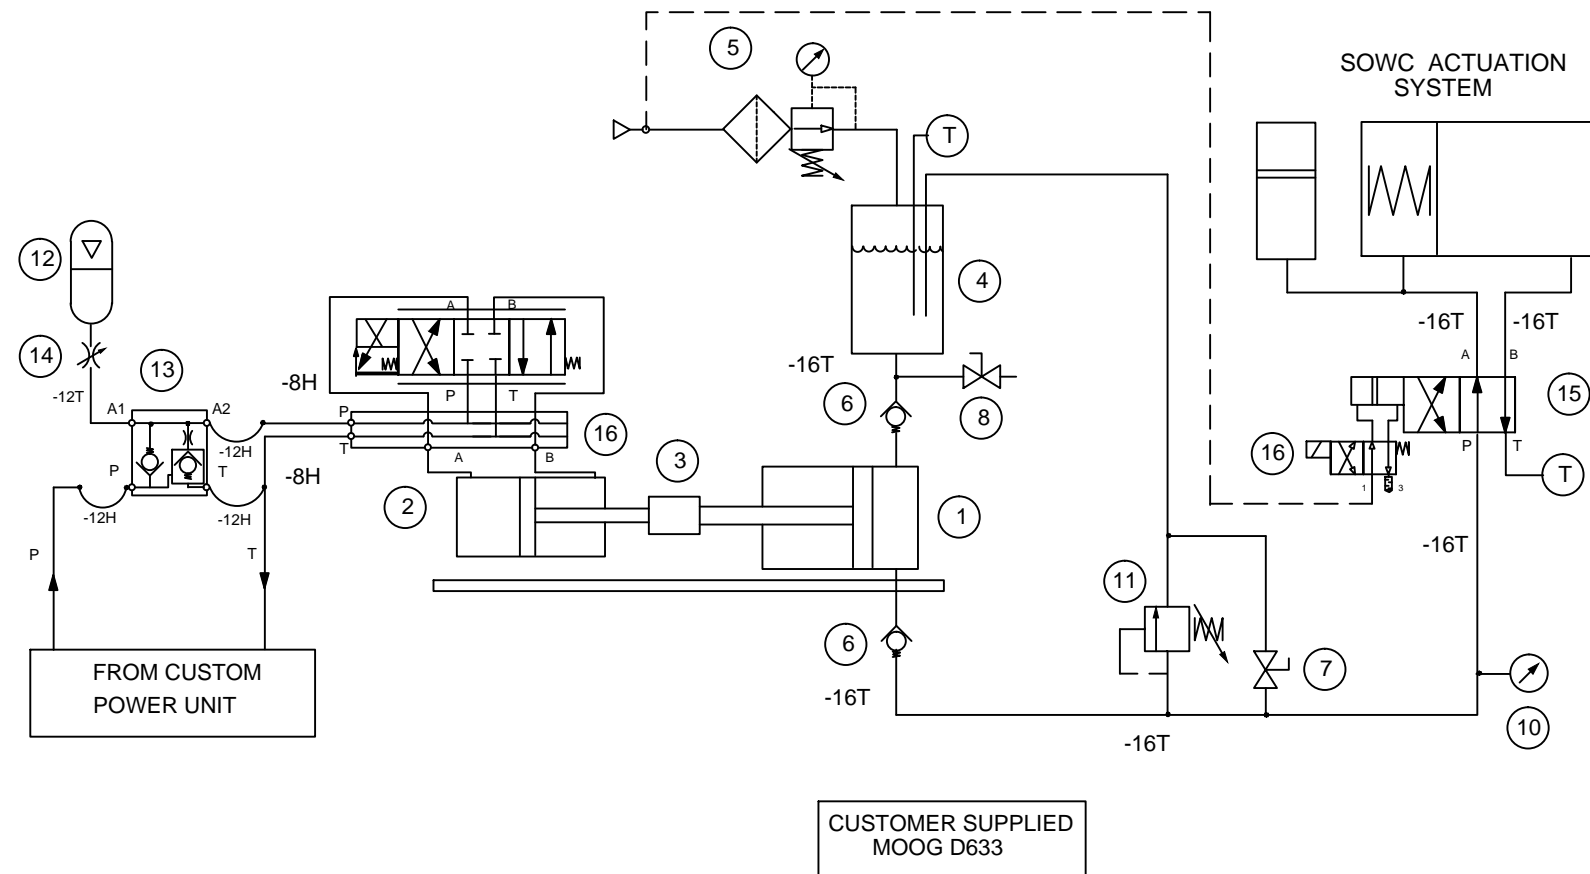 5
SOWC ACTUATION
SYSTEM
T
12
4
A B
-16T -16T
14
13
-8H
-16T
A B
-12T
6
8
15
A1 A2
P T
P
16
P T
-12H
T
3
16
P T
-8H
A B
T
1 3
-12H -12H
2
1
-16T
P T
11
6
7
FROM CUSTOM
POWER UNIT
-16T
10
-16T
CUSTOMER SUPPLIED
MOOG D633